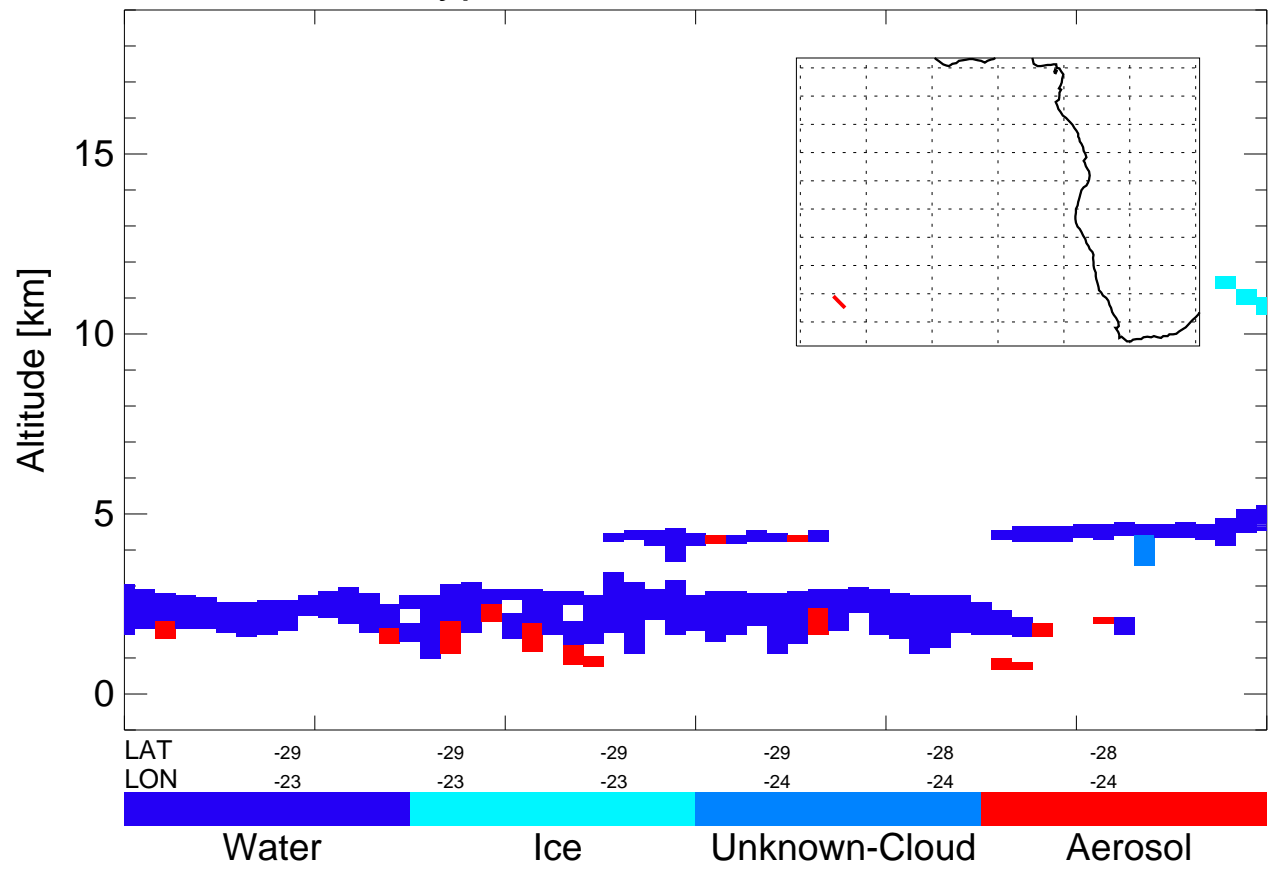 15
10
5
0
Altitude [km]
LAT -29 -29 -29 -29 -28 -28
LON -23 -23 -23 -24 -24 -24
Water Ice Unknown-Cloud Aerosol